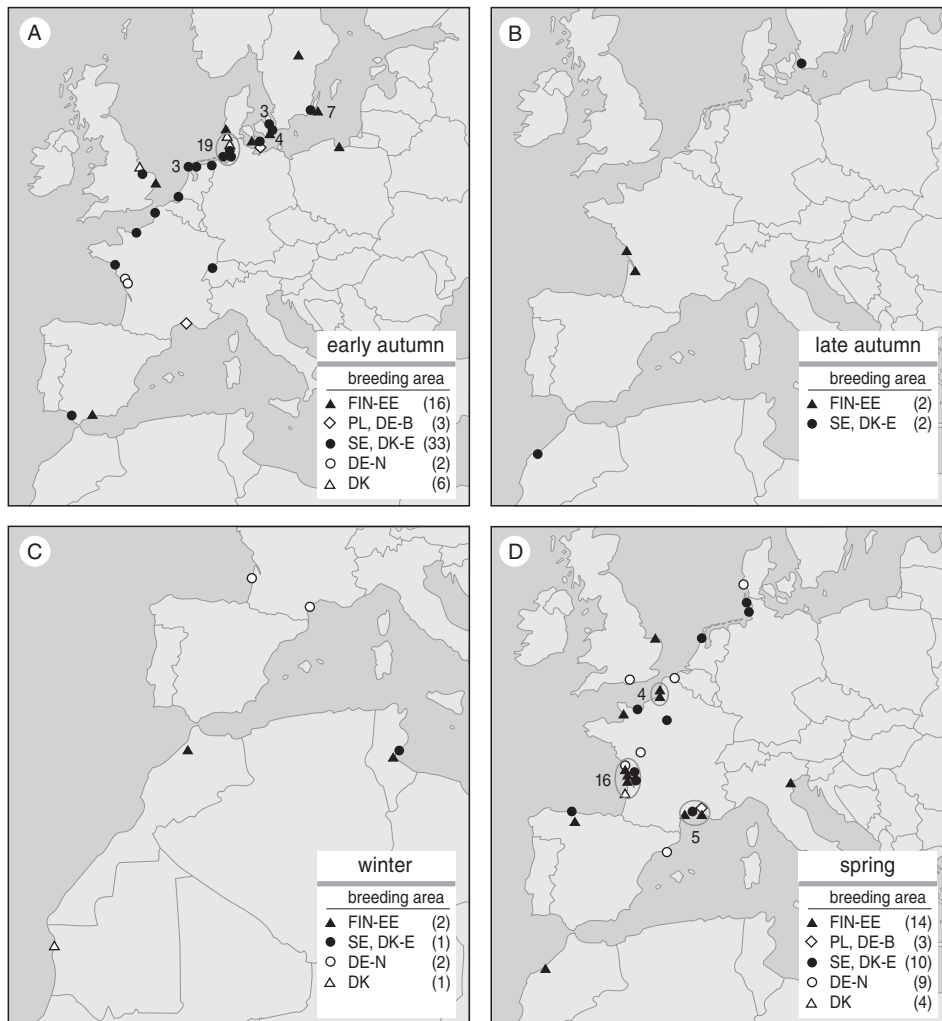 A
3
7
4
19
3
early autumn
breeding area
FIN-EE (16)
PL, DE-B (3)
SE, DK-E (33)
DE-N (2)
DK (6)
B
late autumn
breeding area
FIN-EE (2)
SE, DK-E (2)
C
winter
breeding area
FIN-EE (2)
SE, DK-E (1)
DE-N (2)
DK (1)
D
4
16
5
spring
breeding area
FIN-EE (14)
PL, DE-B (3)
SE, DK-E (10)
DE-N (9)
DK (4)